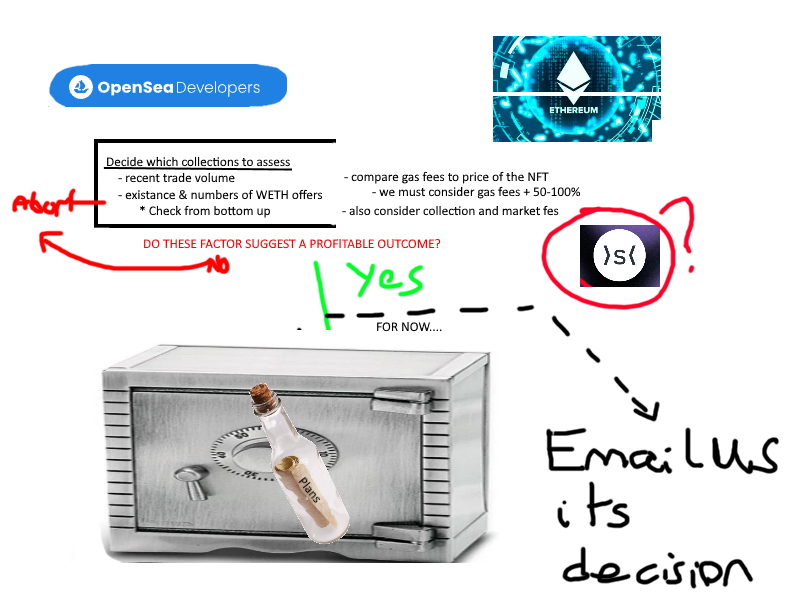 OpenSea Developers
ETHEREUM
Decide which collections to assess
- recent trade volume
- existance & numbers of WETH offers
* Check from bottom up
- compare gas fees to price of the NFT
- we must consider gas fees + 50-100%
- also consider collection and market fes
Abort
DO THESE FACTOR SUGGEST A PROFITABLE OUTCOME?
NO
Yes
⟩s⟨
?
FOR NOW....
Plans
Email Us
its
decision